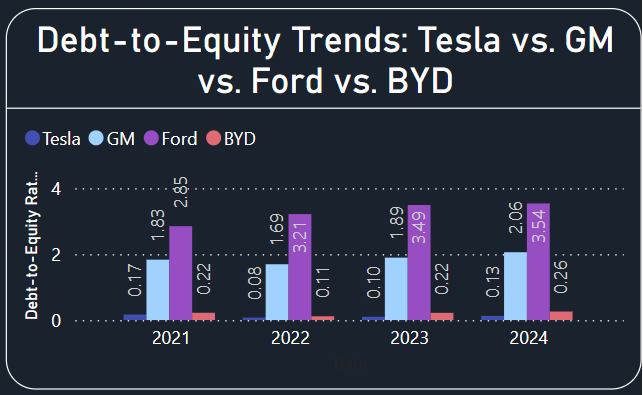 Debt-to-Equity Trends: Tesla vs. GM
vs. Ford vs. BYD
Tesla GM Ford BYD
Debt-to-Equity Rat...
4
2
0
0.17 1.83 2.85 0.22
0.08 1.69 3.21 0.11
0.10 1.89 3.49 0.22
0.13 2.06 3.54 0.26
2021 2022 2023 2024